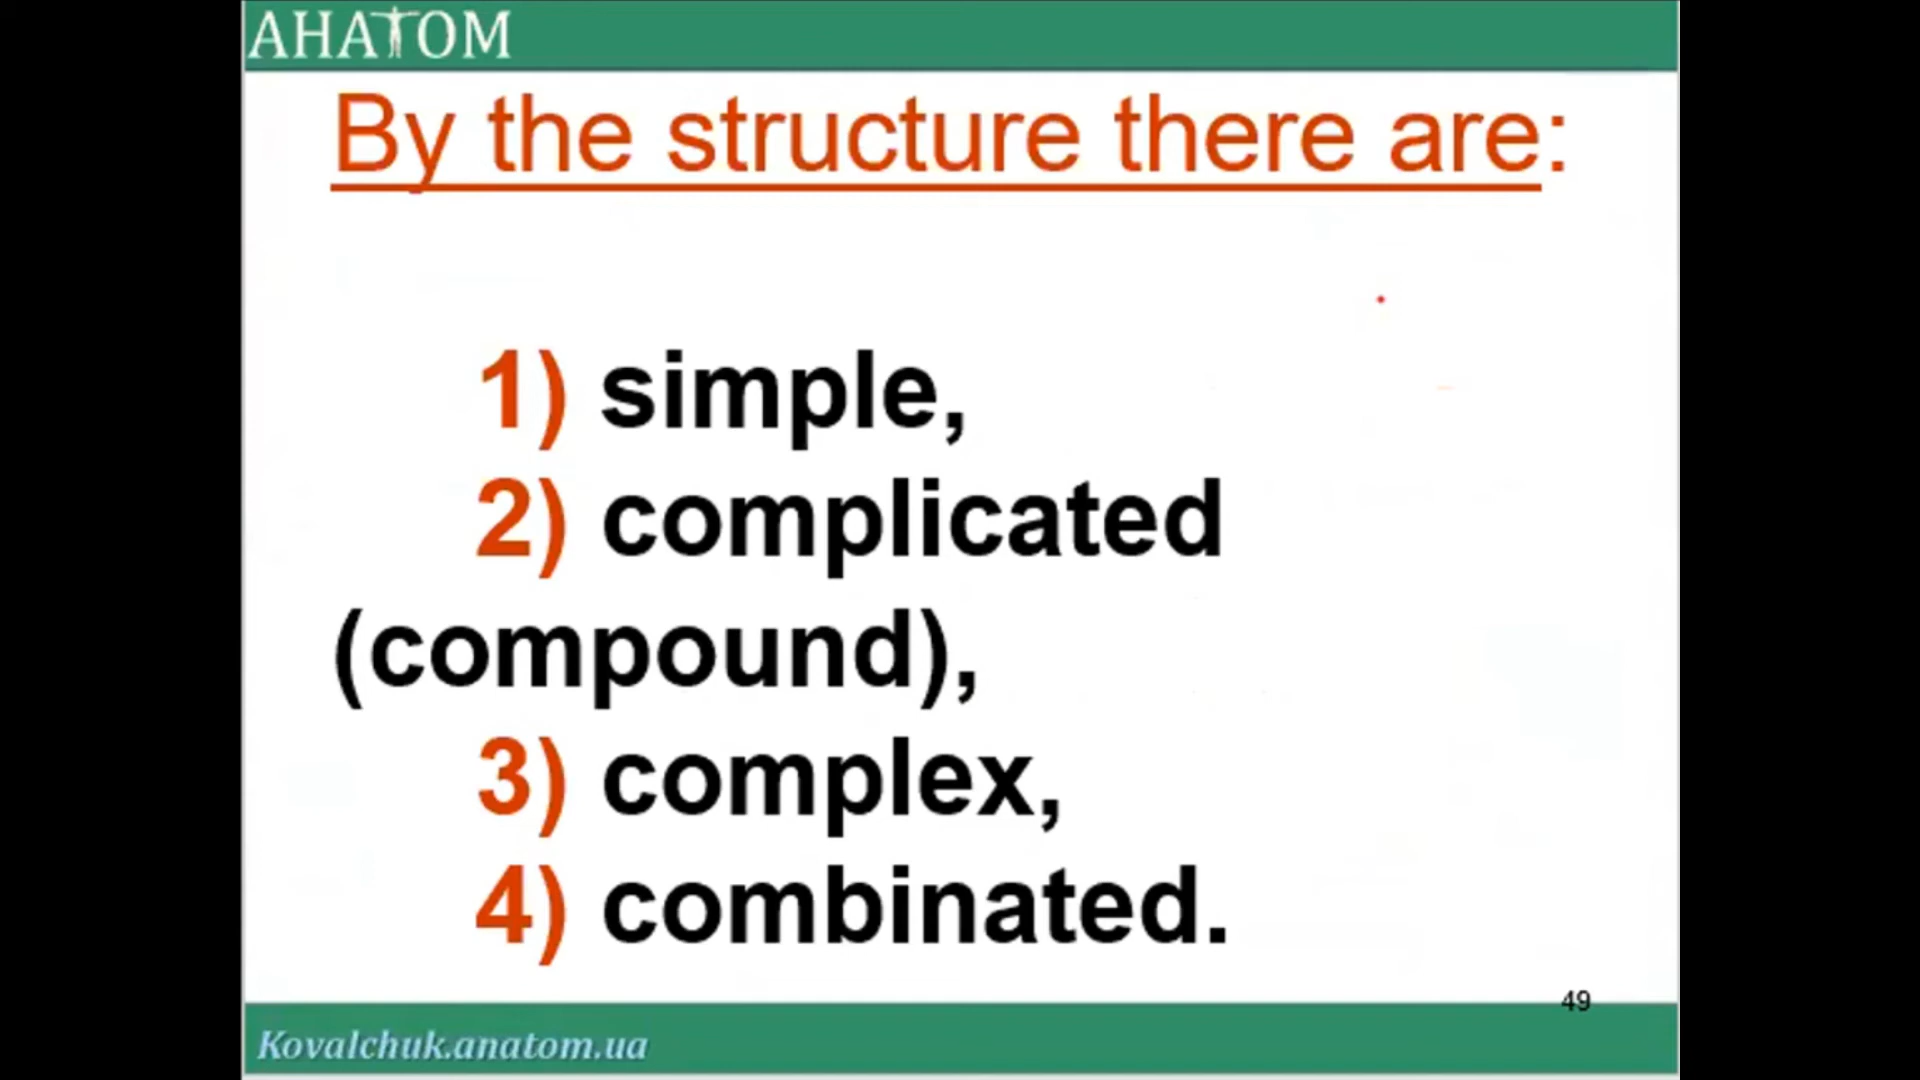 АНАТОМ
By the structure there are:
1) simple,
2) complicated
(compound),
3) complex,
4) combinated.
49
Kovalchuk.anatom.ua